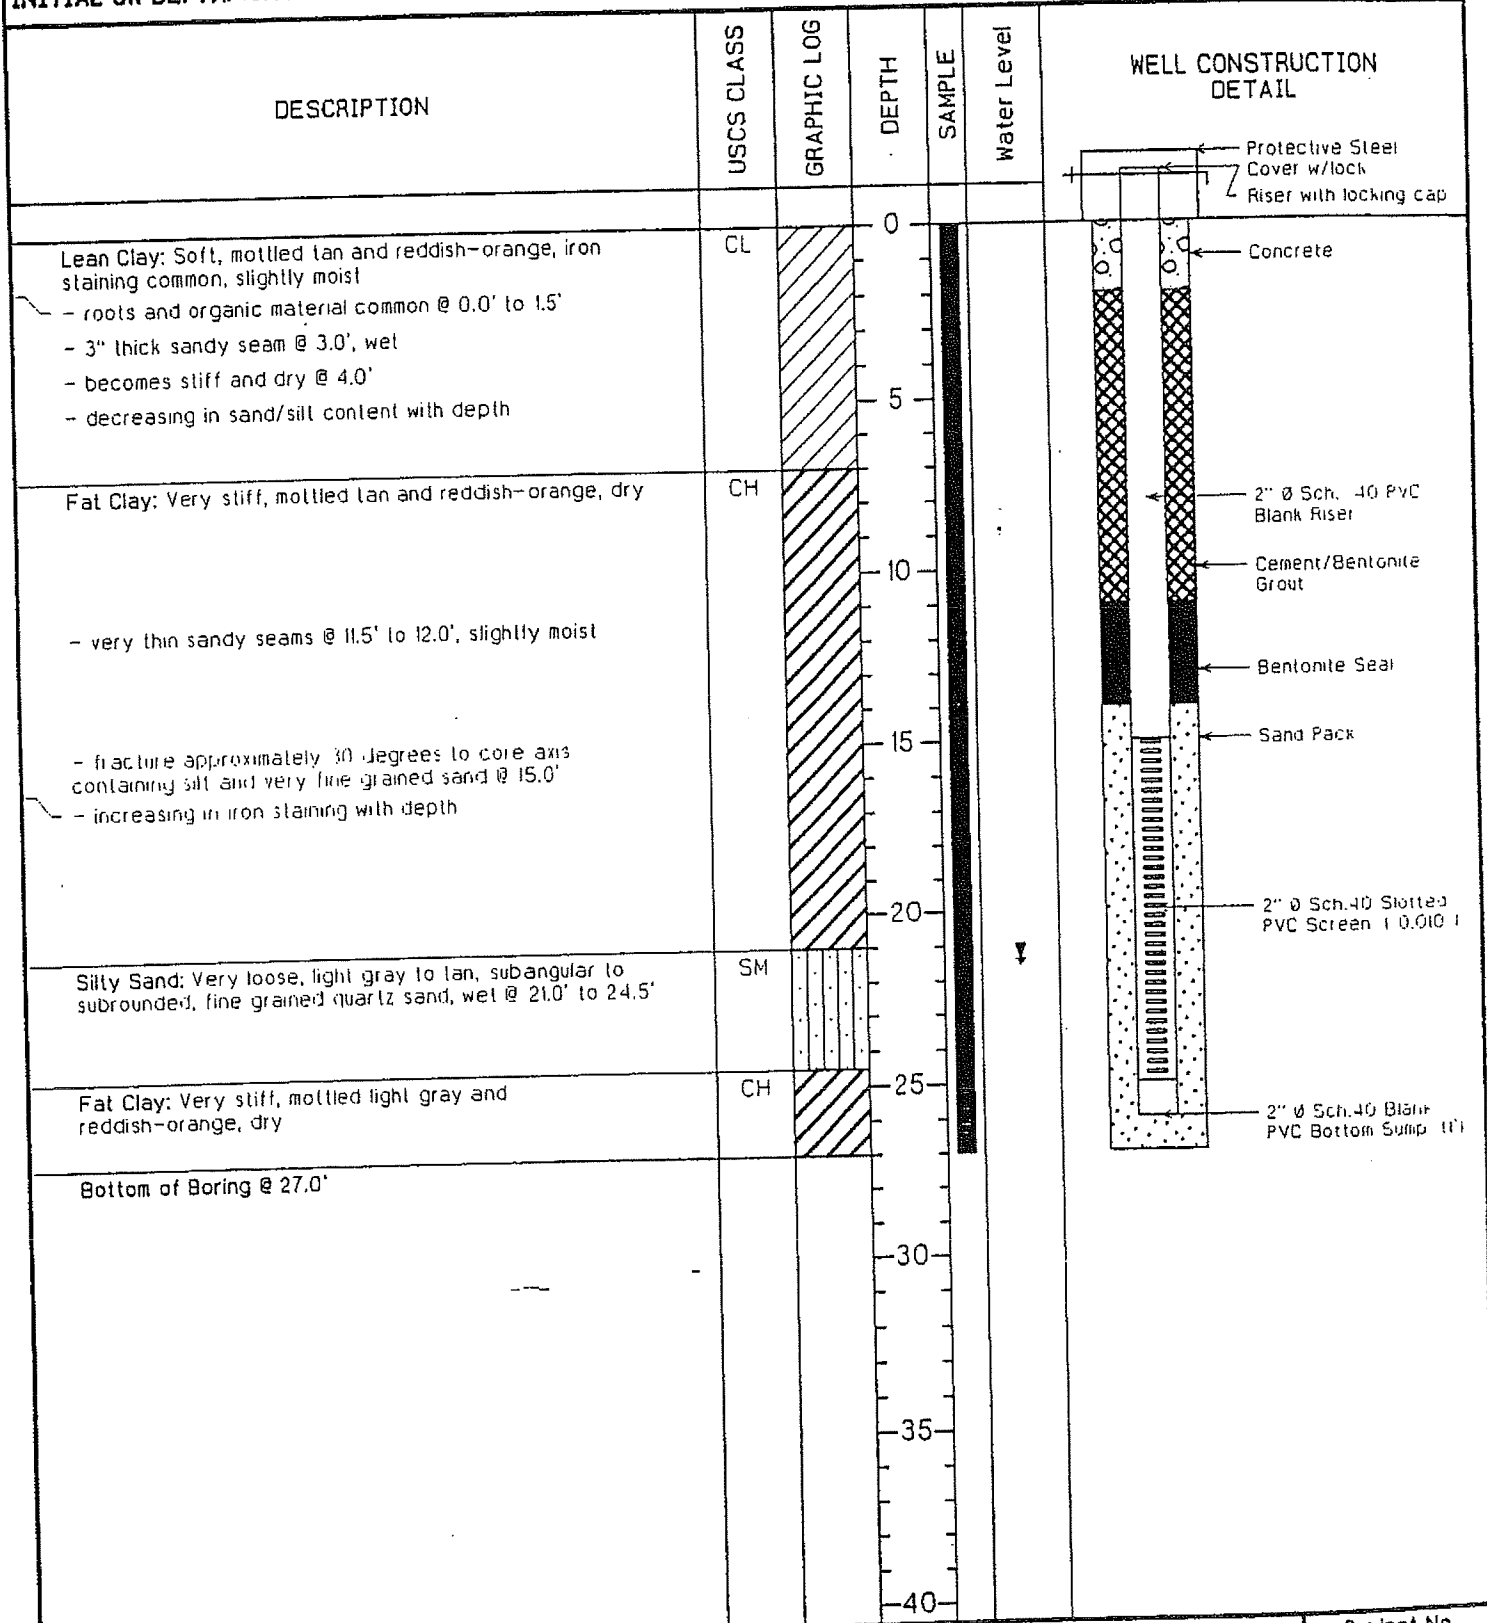 DESCRIPTION
USCS CLASS
GRAPHIC LOG
DEPTH
SAMPLE
Water Level
WELL CONSTRUCTION
DETAIL
Protective Steel
Cover w/lock
Riser with locking cap
0
Lean Clay: Soft, mottled tan and reddish-orange, iron
staining common, slightly moist
- roots and organic material common @ 0.0' to 1.5'
- 3" thick sandy seam @ 3.0', wet
- becomes stiff and dry @ 4.0'
- decreasing in sand/silt content with depth
CL
Concrete
5
Fat Clay: Very stiff, mottled tan and reddish-orange, dry
CH
2" Ø Sch. 40 PVC
Blank Riser
10
Cement/Bentonite
Grout
- very thin sandy seams @ 11.5' to 12.0', slightly moist
Bentonite Seal
- fracture approximately 30 degrees to core axis
containing silt and very fine grained sand @ 15.0'
- increasing in iron staining with depth
15
Sand Pack
20
2" Ø Sch.40 Slotted
PVC Screen
0.010
Silty Sand: Very loose, light gray to tan, subangular to
subrounded, fine grained quartz sand, wet @ 21.0' to 24.5'
SM
Fat Clay: Very stiff, mottled light gray and
reddish-orange, dry
CH
25
2" Ø Sch.40 Blank
PVC Bottom Sump
Bottom of Boring @ 27.0'
30
35
40